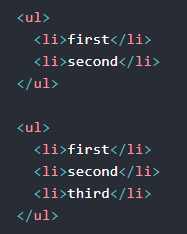 <ul>
  <li>first</li>
  <li>second</li>
</ul>

<ul>
  <li>first</li>
  <li>second</li>
  <li>third</li>
</ul>